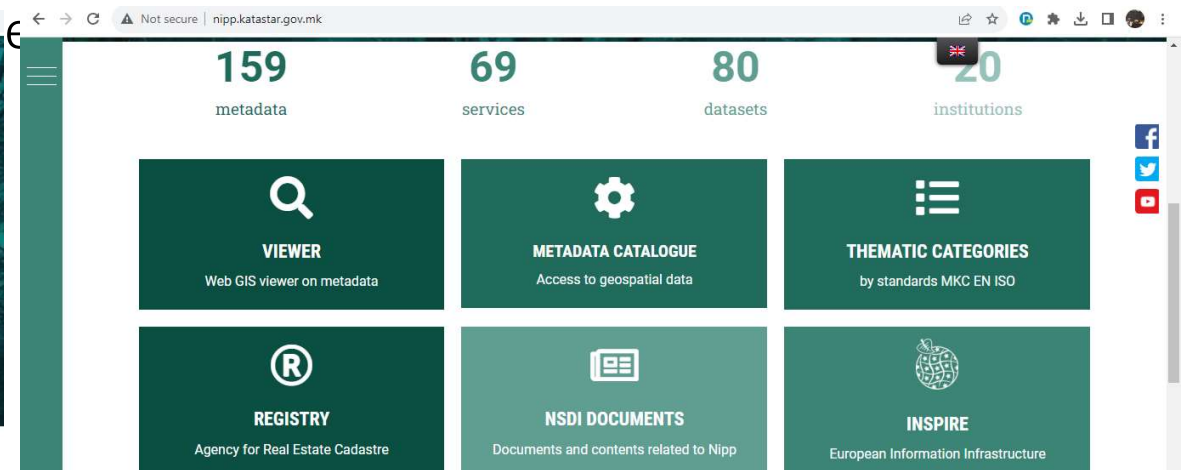 Not secure | nipp.katastar.gov.mk
159 69 80 20
metadata services datasets institutions
VIEWER
Web GIS viewer on metadata
METADATA CATALOGUE
Access to geospatial data
THEMATIC CATEGORIES
by standards MKC EN ISO
REGISTRY
Agency for Real Estate Cadastre
NSDI DOCUMENTS
Documents and contents related to Nipp
INSPIRE
European Information Infrastructure